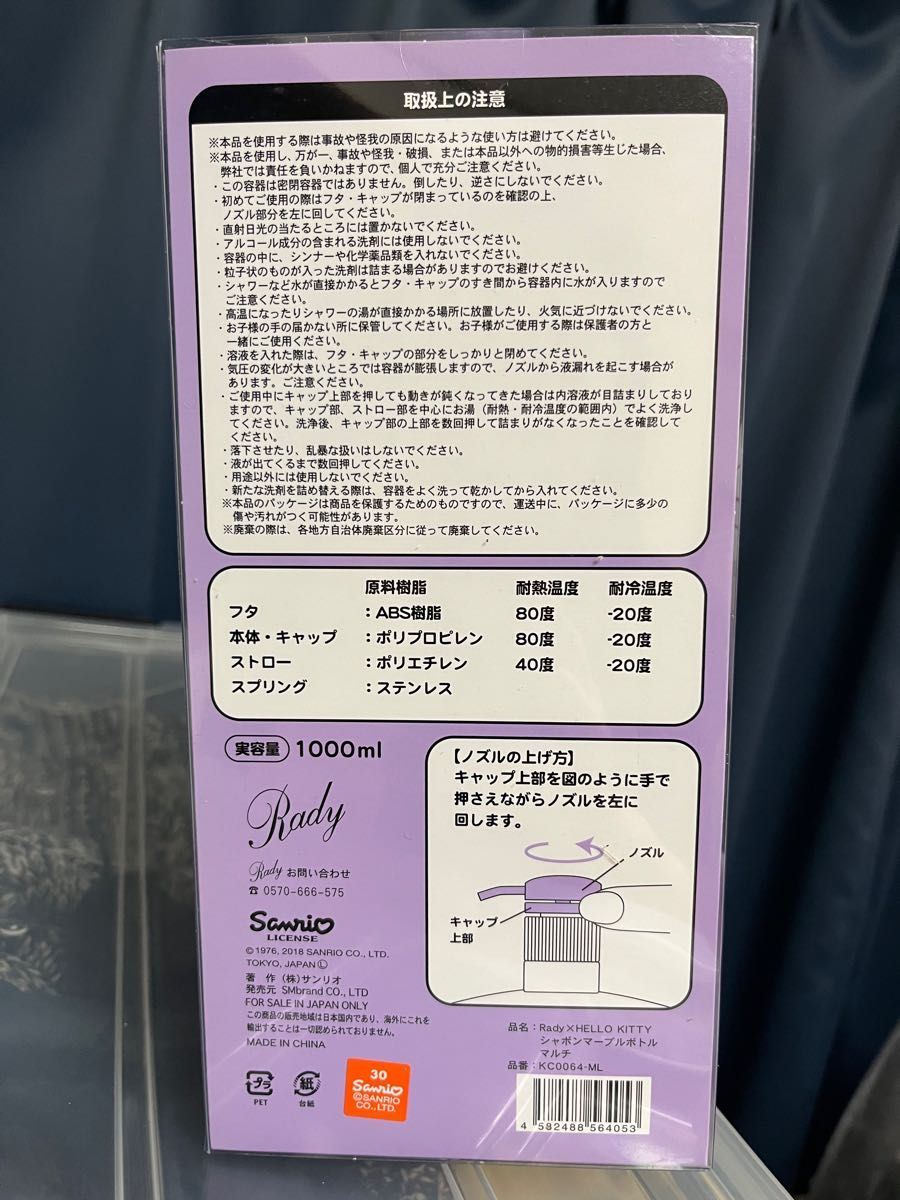 取扱上の注意
※本品を使用する際は事故や怪我の原因になるような使い方は避けてください。
※本品を使用し、万が一、事故や怪我・破損、または本品以外への物的損害等生じた場合、
弊社では責任を負いかねますので、個人で充分ご注意ください。
・この容器は密閉容器ではありません。倒したり、逆さにしないでください。
・初めてご使用の際はフタ・キャップが閉まっているのを確認の上、
ノズル部分を左に回してください。
・直射日光の当たるところには置かないでください。
・アルコール成分の含まれる洗剤には使用しないでください。
・容器の中に、シンナーや化学薬品類を入れないでください。
・粒子状のものが入った洗剤は詰まる場合がありますのでお避けください。
・シャワーなど水が直接かかるとフタ・キャップのすき間から容器内に水が入りますので
ご注意ください。
・高温になったりシャワーの湯が直接かかる場所に放置したり、火気に近づけないでください。
・お子様の手の届かない所に保管してください。お子様がご使用する際は保護者の方と
一緒にご使用ください。
・溶液を入れた際は、フタ・キャップの部分をしっかりと閉めてください。
・気圧の変化が大きいところでは容器が膨張しますので、ノズルから液漏れを起こす場合が
あります。ご注意ください。
・ご使用中にキャップ上部を押しても動きが鈍くなってきた場合は内溶液が目詰まりしており
ますので、キャップ部、ストロー部を中心にお湯（耐熱・耐冷温度の範囲内）でよく洗浄し
てください。洗浄後、キャップ部の上部を数回押して詰まりがなくなったことを確認して
ください。
・落下させたり、乱暴な扱いはしないでください。
・液が出てくるまで数回押してください。
・用途以外には使用しないでください。
・新たな洗剤を詰め替える際は、容器をよく洗って乾かしてから入れてください。
※本品のパッケージは商品を保護するためのものですので、運送中に、パッケージに多少の
傷や汚れがつく可能性があります。
※廃棄の際は、各地方自治体廃棄区分に従って廃棄してください。
原料樹脂 耐熱温度 耐冷温度
フタ ：ABS樹脂 80度 -20度
本体・キャップ ：ポリプロピレン 80度 -20度
ストロー ：ポリエチレン 40度 -20度
スプリング ：ステンレス
実容量 1000ml
Rady
Rady お問い合わせ
☎ 0570-666-575
Sanrio
LICENSE
©1976, 2018 SANRIO CO., LTD.
TOKYO, JAPAN Ⓛ
著 作 (株)サンリオ
発売元 SMbrand CO., LTD
FOR SALE IN JAPAN ONLY
この商品の販売地域は日本国内であり、海外にこれを
輸出することは一切認められておりません。
MADE IN CHINA
プラ
PET
紙
台紙
30
Sanrio
©SANRIO
CO., LTD.
【ノズルの上げ方】
キャップ上部を図のように手で
押さえながらノズルを左に
回します。
ノズル
キャップ
上部
品名：Rady×HELLO KITTY
シャボンマーブルボトル
マルチ
品番：KC0064-ML
4 582488 564053